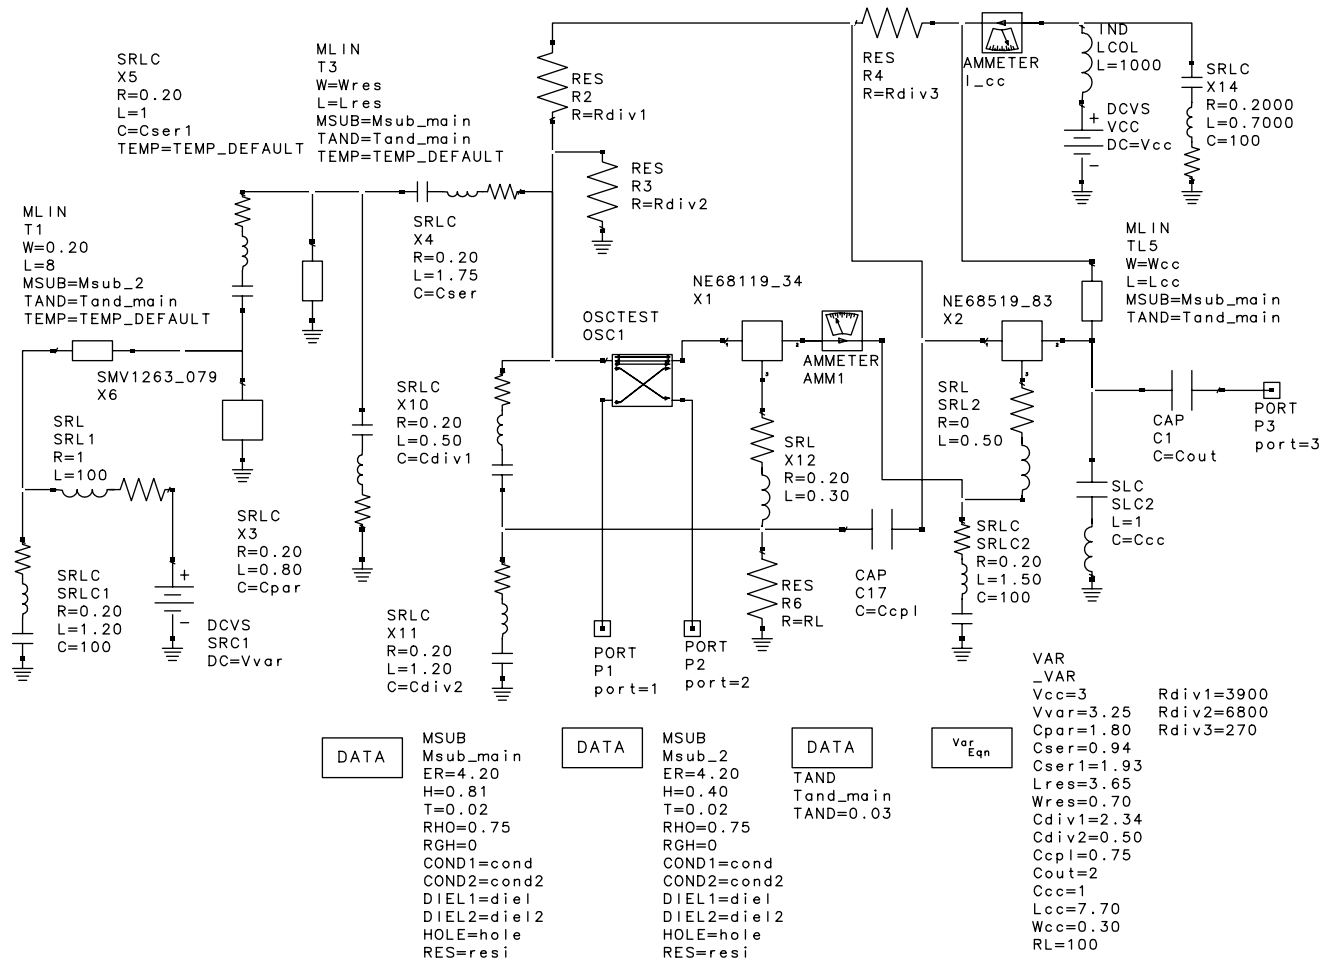 SRLC
X5
R=0.20
L=1
C=Cser1
TEMP=TEMP_DEFAULT
MLIN
T3
W=Wres
L=Lres
MSUB=Msub_main
TAND=Tand_main
TEMP=TEMP_DEFAULT
RES
R2
R=Rdiv1
RES
R4
R=Rdiv3
AMMETER
I_cc
IND
LCOL
L=1000
DCVS
VCC
DC=Vcc
+
-
SRLC
X14
R=0.2000
L=0.7000
C=100
RES
R3
R=Rdiv2
MLIN
T1
W=0.20
L=8
MSUB=Msub_2
TAND=Tand_main
TEMP=TEMP_DEFAULT
SRLC
X4
R=0.20
L=1.75
C=Cser
MLIN
TL5
W=Wcc
L=Lcc
MSUB=Msub_main
TAND=Tand_main
NE68119_34
X1
1
2
3
NE68519_83
X2
1
2
3
OSCTEST
OSC1
AMMETER
AMM1
SMV1263_079
X6
SRL
SRL1
R=1
L=100
SRLC
X10
R=0.20
L=0.50
C=Cdiv1
SRL
X12
R=0.20
L=0.30
SRL
SRL2
R=0
L=0.50
CAP
C1
C=Cout
PORT
P3
port=3
SLC
SLC2
L=1
C=Ccc
SRLC
X3
R=0.20
L=0.80
C=Cpar
SRLC
SRLC1
R=0.20
L=1.20
C=100
+
-
DCVS
SRC1
DC=Vvar
SRLC
X11
R=0.20
L=1.20
C=Cdiv2
PORT
P1
port=1
PORT
P2
port=2
RES
R6
R=RL
CAP
C17
C=Ccpl
SRLC
SRLC2
R=0.20
L=1.50
C=100
DATA
MSUB
Msub_main
ER=4.20
H=0.81
T=0.02
RHO=0.75
RGH=0
COND1=cond
COND2=cond2
DIEL1=diel
DIEL2=diel2
HOLE=hole
RES=resi
DATA
MSUB
Msub_2
ER=4.20
H=0.40
T=0.02
RHO=0.75
RGH=0
COND1=cond
COND2=cond2
DIEL1=diel
DIEL2=diel2
HOLE=hole
RES=resi
DATA
TAND
Tand_main
TAND=0.03
Var
Eqn
VAR
_VAR
Vcc=3
Vvar=3.25
Cpar=1.80
Cser=0.94
Cser1=1.93
Lres=3.65
Wres=0.70
Cdiv1=2.34
Cdiv2=0.50
Ccpl=0.75
Cout=2
Ccc=1
Lcc=7.70
Wcc=0.30
RL=100
Rdiv1=3900
Rdiv2=6800
Rdiv3=270